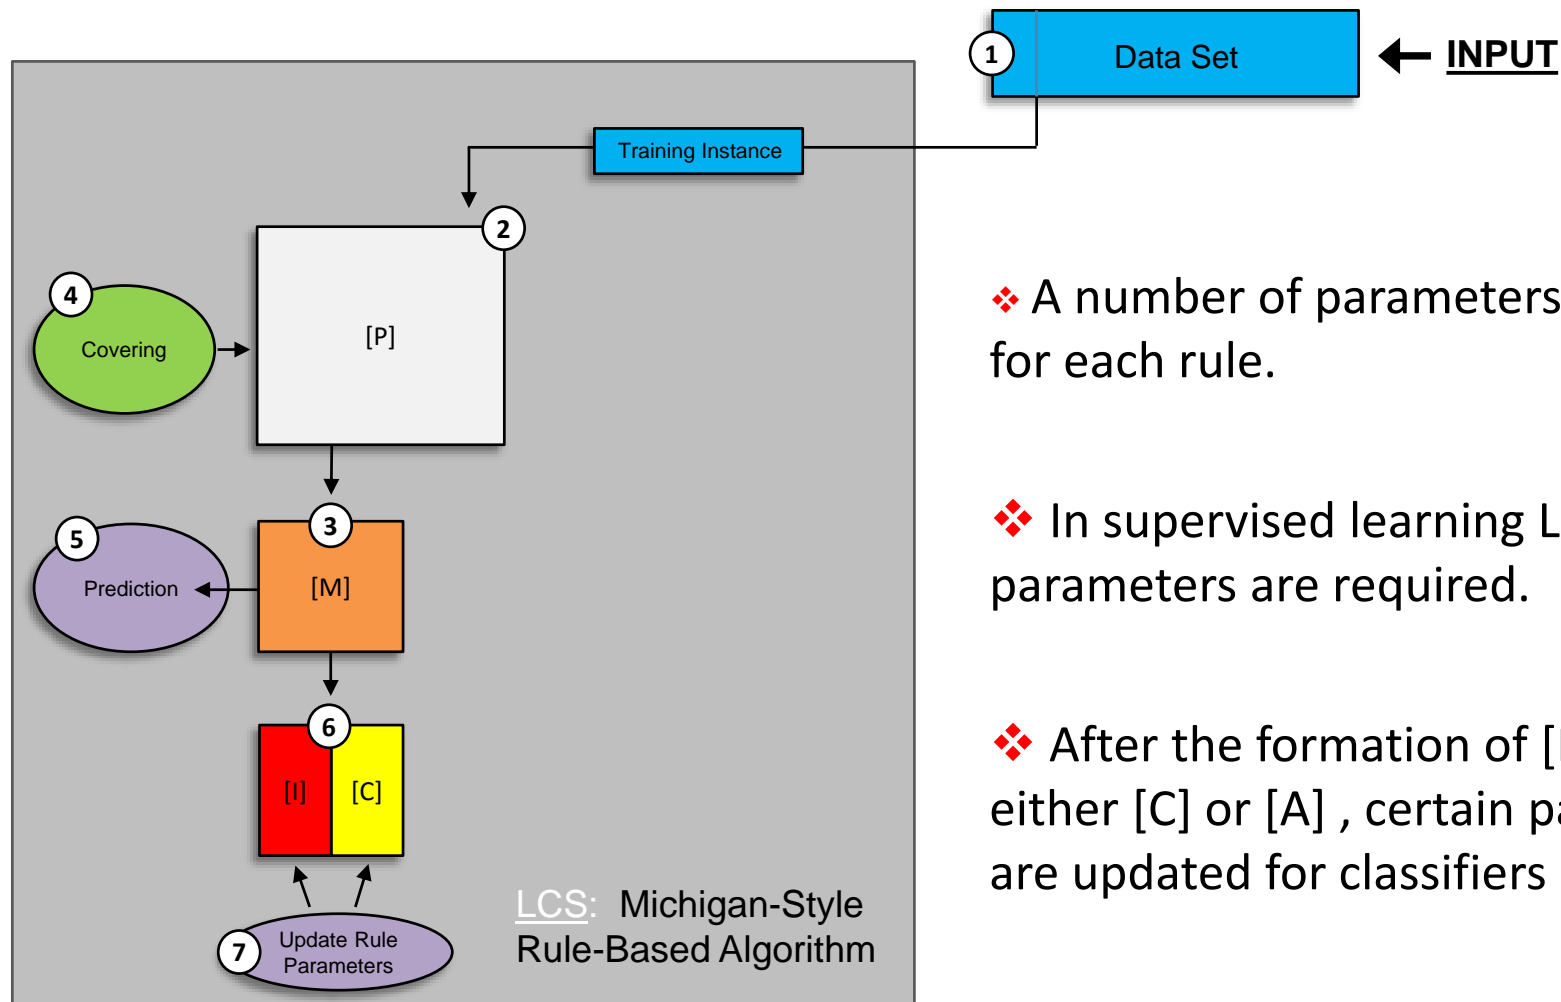 1
Data Set
INPUT
Training Instance
2
[P]
4
Covering
3
[M]
5
Prediction
6
[I]
[C]
7
Update Rule
Parameters
LCS: Michigan-Style
Rule-Based Algorithm
❖ A number of parameters
for each rule.
❖ In supervised learning L
parameters are required.
❖ After the formation of [
either [C] or [A] , certain pa
are updated for classifiers